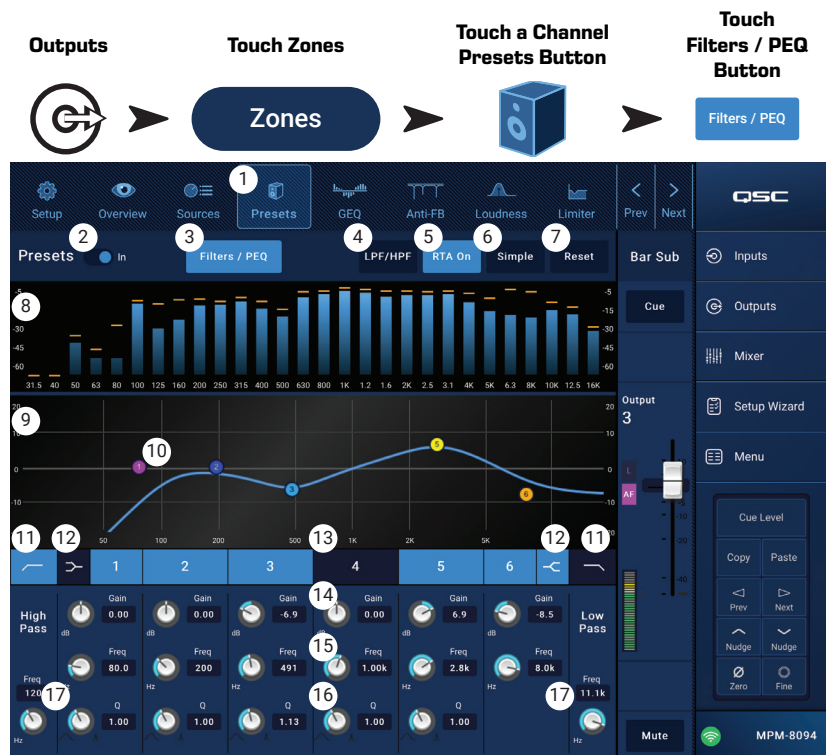 Outputs
Touch Zones
Touch a Channel
Presets Button
Touch
Filters / PEQ
Button
Zones
Filters / PEQ
1
Setup
Overview
Sources
Presets
GEQ
Anti-FB
Loudness
Limiter
Prev
Next
QSC
2
3
4
5
6
7
Presets
In
Filters / PEQ
LPF/HPF
RTA On
Simple
Reset
Bar Sub
Inputs
8
-5
-15
-30
-45
-60
-5
-15
-30
-45
-60
Cue
Outputs
Mixer
31.5 40 50 63 80 100 125 160 200 250 315 400 500 630 800 1K 1.2 1.6 2K 2.5 3.1 4K 5K 6.3 8K 10K 12.5 16K
9
20
10
0
-10
20
10
0
-10
-20
Output
3
Setup Wizard
Menu
10
1
2
3
5
6
L
AF
-5
-10
-20
-40
50 100 200 500 1K 2K 5K
11
12
13
12
11
1 2 3 4 5 6
Cue Level
Copy
Paste
Prev
Next
Nudge
Nudge
Zero
Fine
14
High
Pass
Gain
0.00
dB
Gain
0.00
dB
Gain
-6.9
dB
Gain
0.00
dB
Gain
6.9
dB
Gain
-8.5
dB
Low
Pass
15
Freq
80.0
Hz
Freq
200
Hz
Freq
491
Hz
Freq
1.00k
Hz
Freq
2.8k
Hz
Freq
8.0k
Hz
Freq
120
Hz
17
16
Q
1.00
Q
1.00
Q
1.13
Q
1.00
Q
1.00
17
Freq
11.1k
Hz
Mute
MPM-8094